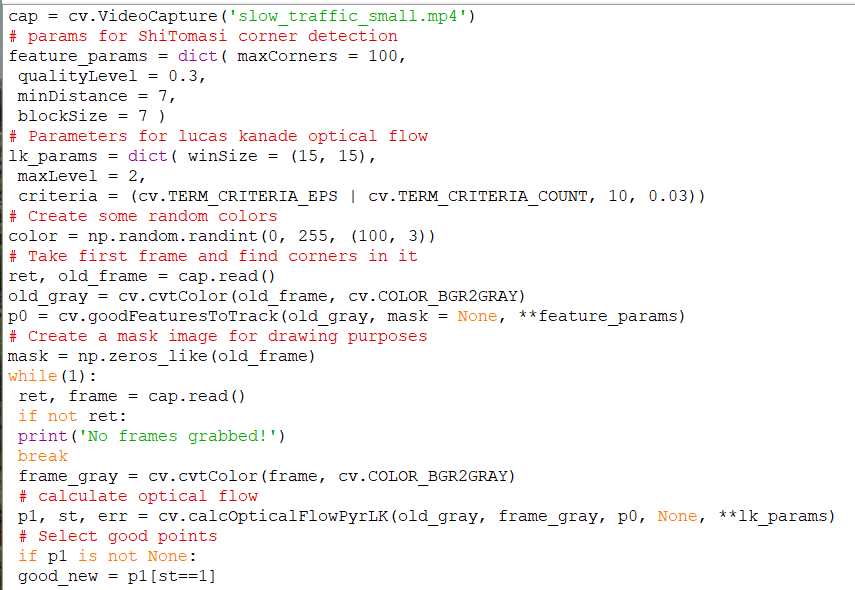 cap = cv.VideoCapture('slow_traffic_small.mp4')
# params for ShiTomasi corner detection
feature_params = dict( maxCorners = 100,
 qualityLevel = 0.3,
 minDistance = 7,
 blockSize = 7 )
# Parameters for lucas kanade optical flow
lk_params = dict( winSize = (15, 15),
 maxLevel = 2,
 criteria = (cv.TERM_CRITERIA_EPS | cv.TERM_CRITERIA_COUNT, 10, 0.03))
# Create some random colors
color = np.random.randint(0, 255, (100, 3))
# Take first frame and find corners in it
ret, old_frame = cap.read()
old_gray = cv.cvtColor(old_frame, cv.COLOR_BGR2GRAY)
p0 = cv.goodFeaturesToTrack(old_gray, mask = None, **feature_params)
# Create a mask image for drawing purposes
mask = np.zeros_like(old_frame)
while(1):
 ret, frame = cap.read()
 if not ret:
 print('No frames grabbed!')
 break
 frame_gray = cv.cvtColor(frame, cv.COLOR_BGR2GRAY)
 # calculate optical flow
 p1, st, err = cv.calcOpticalFlowPyrLK(old_gray, frame_gray, p0, None, **lk_params)
 # Select good points
 if p1 is not None:
 good_new = p1[st==1]